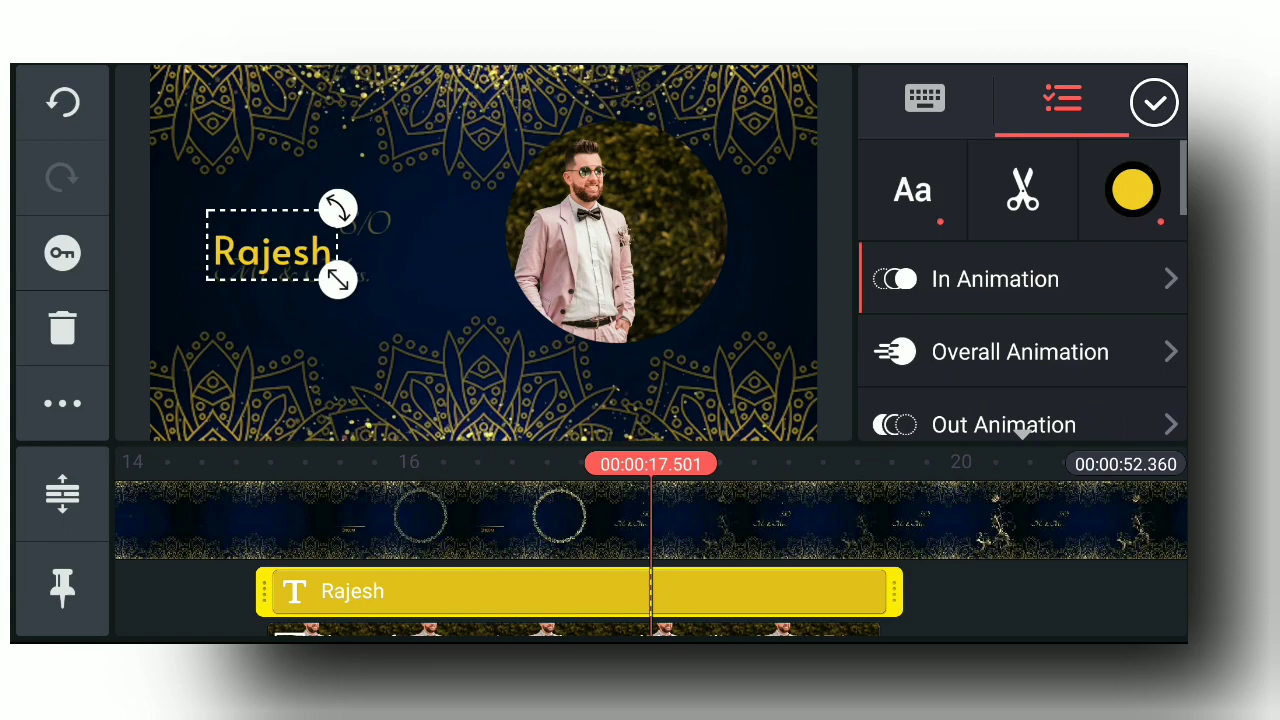 S/O
Rajesh
Aa
In Animation
Overall Animation
Out Animation
14
16
00:00:17.501
20
00:00:52.360
T Rajesh